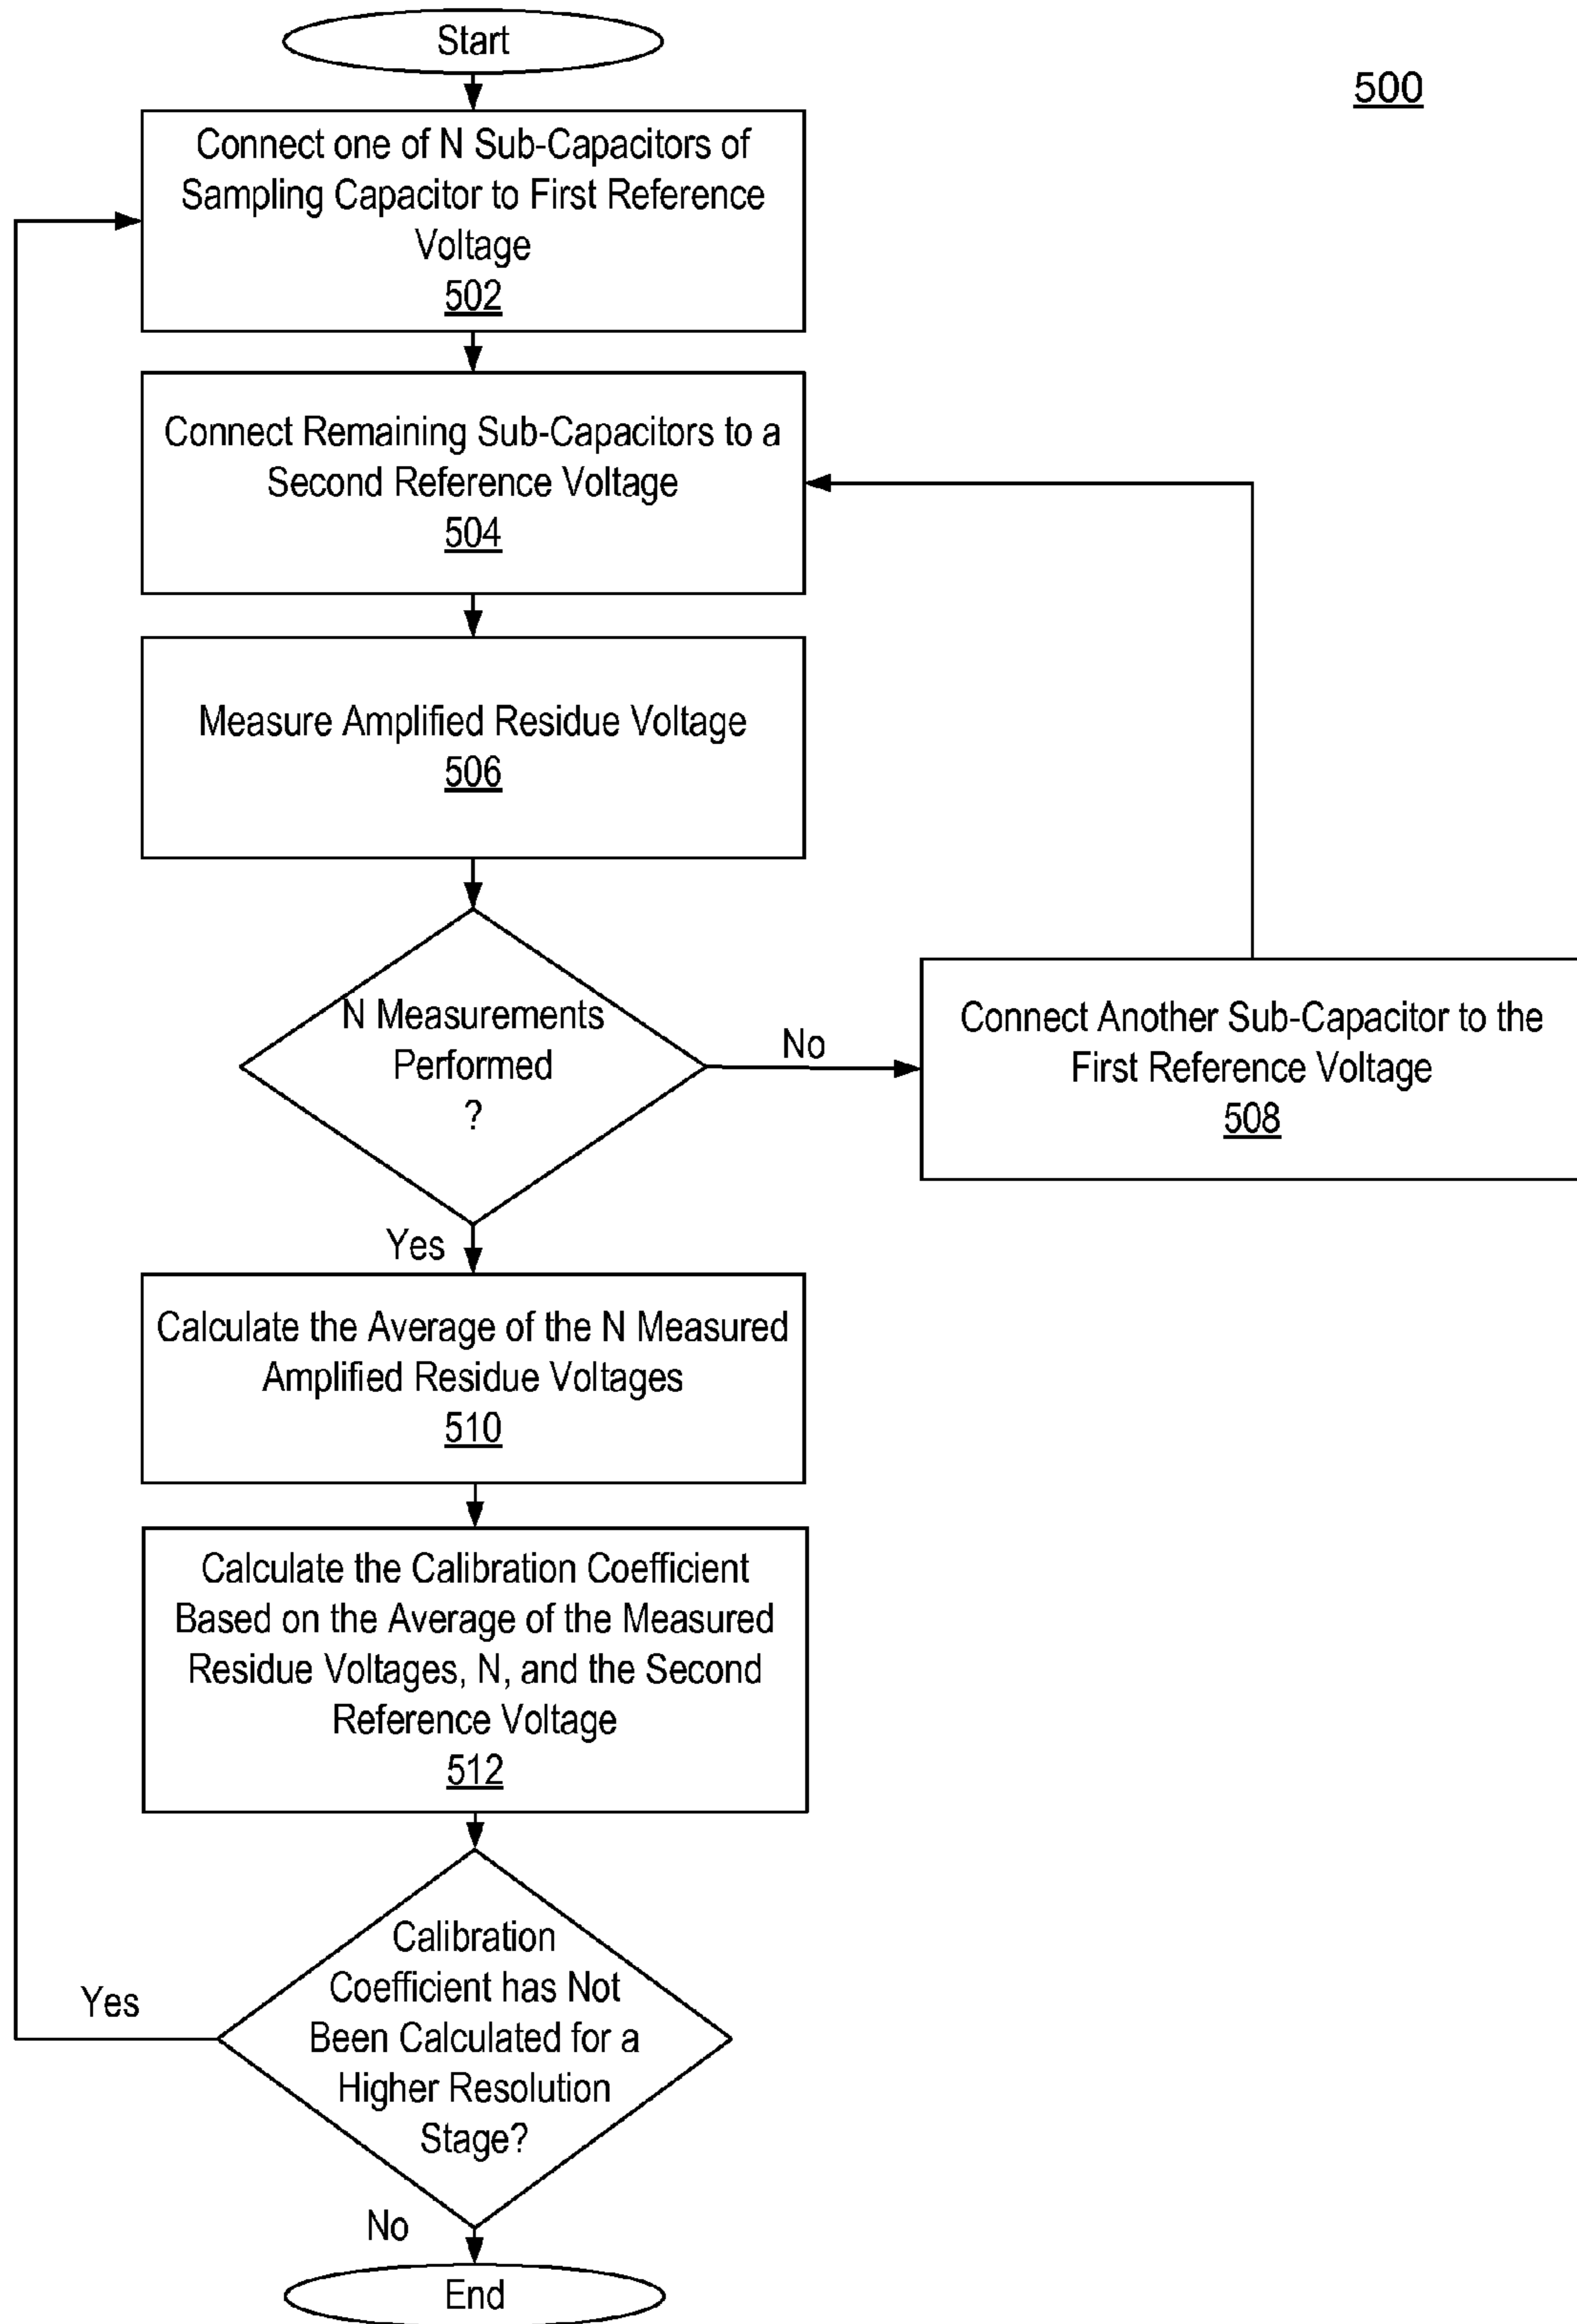 Start
500
Connect one of N Sub-Capacitors of
Sampling Capacitor to First Reference
Voltage
502
Connect Remaining Sub-Capacitors to a
Second Reference Voltage
504
Measure Amplified Residue Voltage
506
N Measurements
Performed
?
No
Connect Another Sub-Capacitor to the
First Reference Voltage
508
Yes
Calculate the Average of the N Measured
Amplified Residue Voltages
510
Calculate the Calibration Coefficient
Based on the Average of the Measured
Residue Voltages, N, and the Second
Reference Voltage
512
Calibration
Coefficient has Not
Been Calculated for a
Higher Resolution
Stage?
Yes
No
End